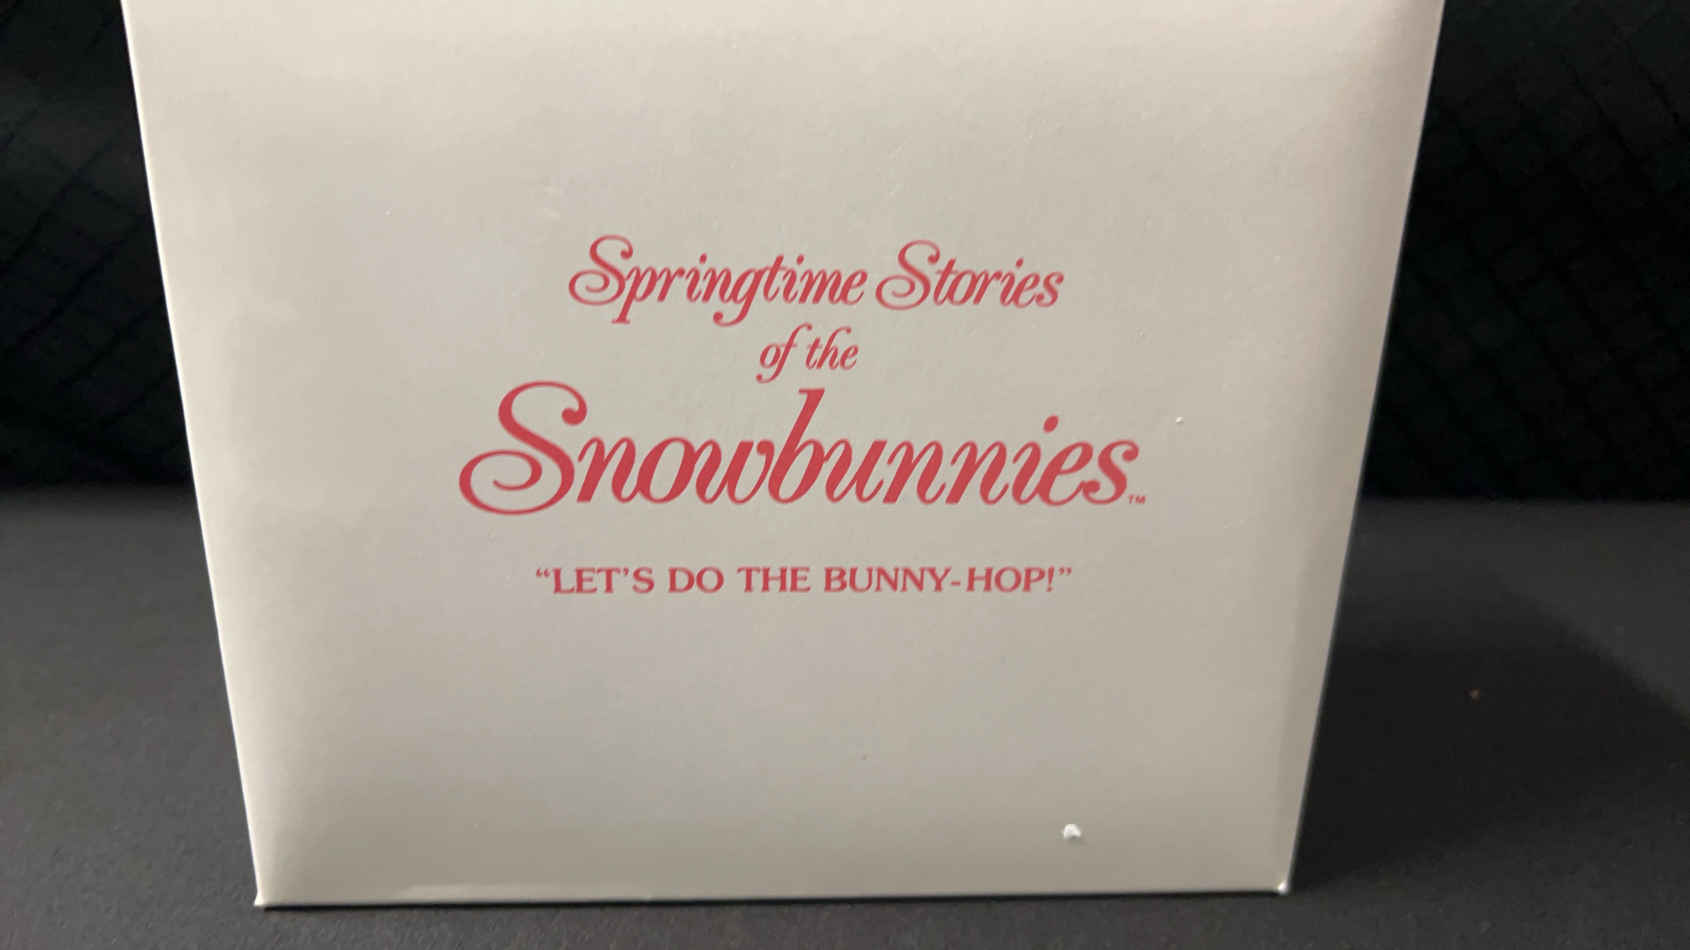 Springtime Stories
of the
Snowbunnies™
“LET’S DO THE BUNNY-HOP!”